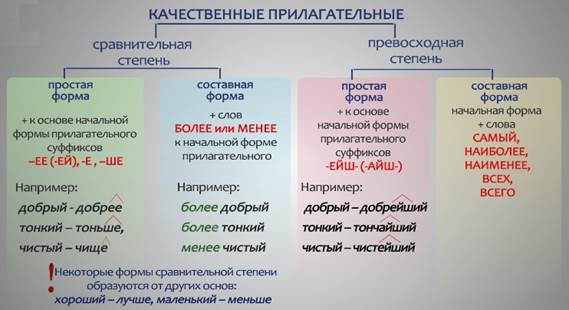 КАЧЕСТВЕННЫЕ ПРИЛАГАТЕЛЬНЫЕ
сравнительная
степень
превосходная
степень
простая
форма
+ к основе начальной
формы прилагательного
суффиксов
–ЕЕ (-ЕЙ), -Е , –ШЕ
Например:
добрый - добрее
тонкий – тоньше,
чистый – чище
составная
форма
+ слов
БОЛЕЕ или МЕНЕЕ
к начальной форме
прилагательного
Например:
более добрый
более тонкий
менее чистый
простая
форма
+ к основе
начальной формы
прилагательного
суффиксов
-ЕЙШ- (-АЙШ-)
Например:
добрый – добрейший
тонкий – тончайший
чистый – чистейший
составная
форма
начальная форма
+ слова
САМЫЙ,
НАИБОЛЕЕ,
НАИМЕНЕЕ,
ВСЕХ,
ВСЕГО
! Некоторые формы сравнительной степени
образуются от других основ:
хороший – лучше, маленький – меньше